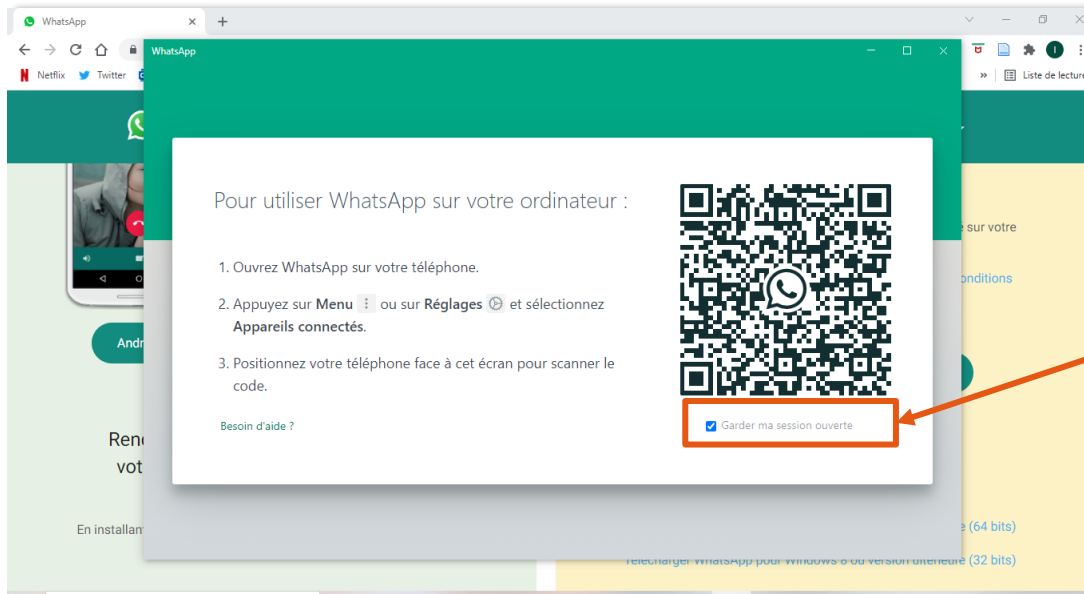 WhatsApp
Netflix
Twitter
»
Liste de lecture
WhatsApp
Pour utiliser WhatsApp sur votre ordinateur :
1. Ouvrez WhatsApp sur votre téléphone.
2. Appuyez sur Menu ou sur Réglages et sélectionnez
Appareils connectés.
3. Positionnez votre téléphone face à cet écran pour scanner le
code.
Besoin d'aide ?
Garder ma session ouverte
sur votre
onditions
Andr
Ren
vot
En installan
(64 bits)
Télécharger WhatsApp pour Windows 8 ou version ultérieure (32 bits)